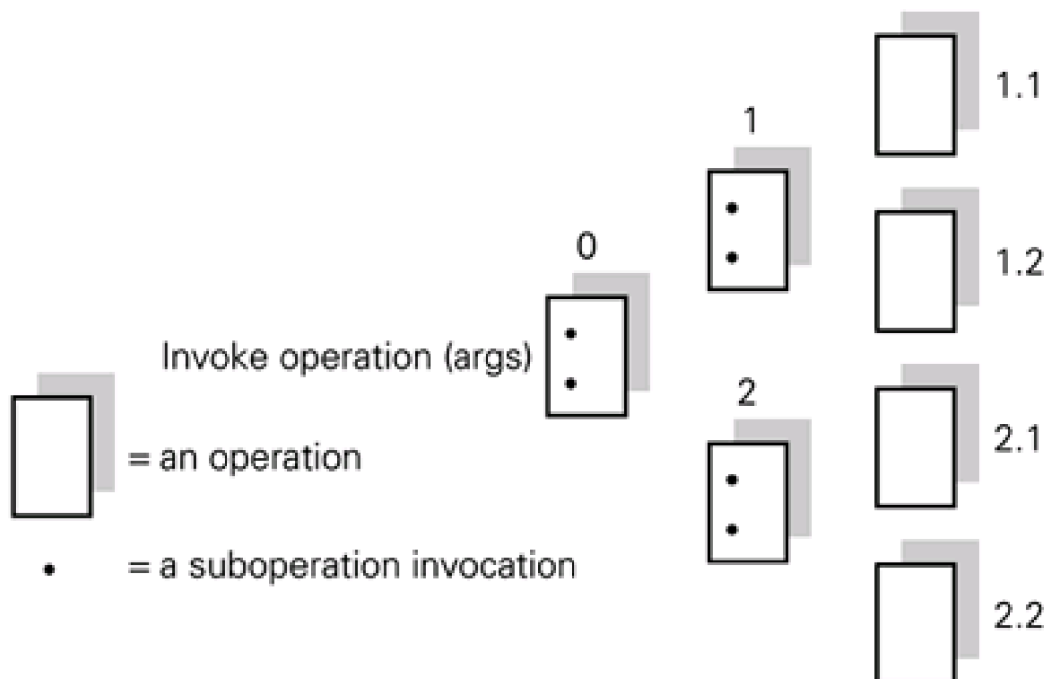 1.1
1
1.2
0
Invoke operation (args)
2
2.1
= an operation
= a suboperation invocation
2.2